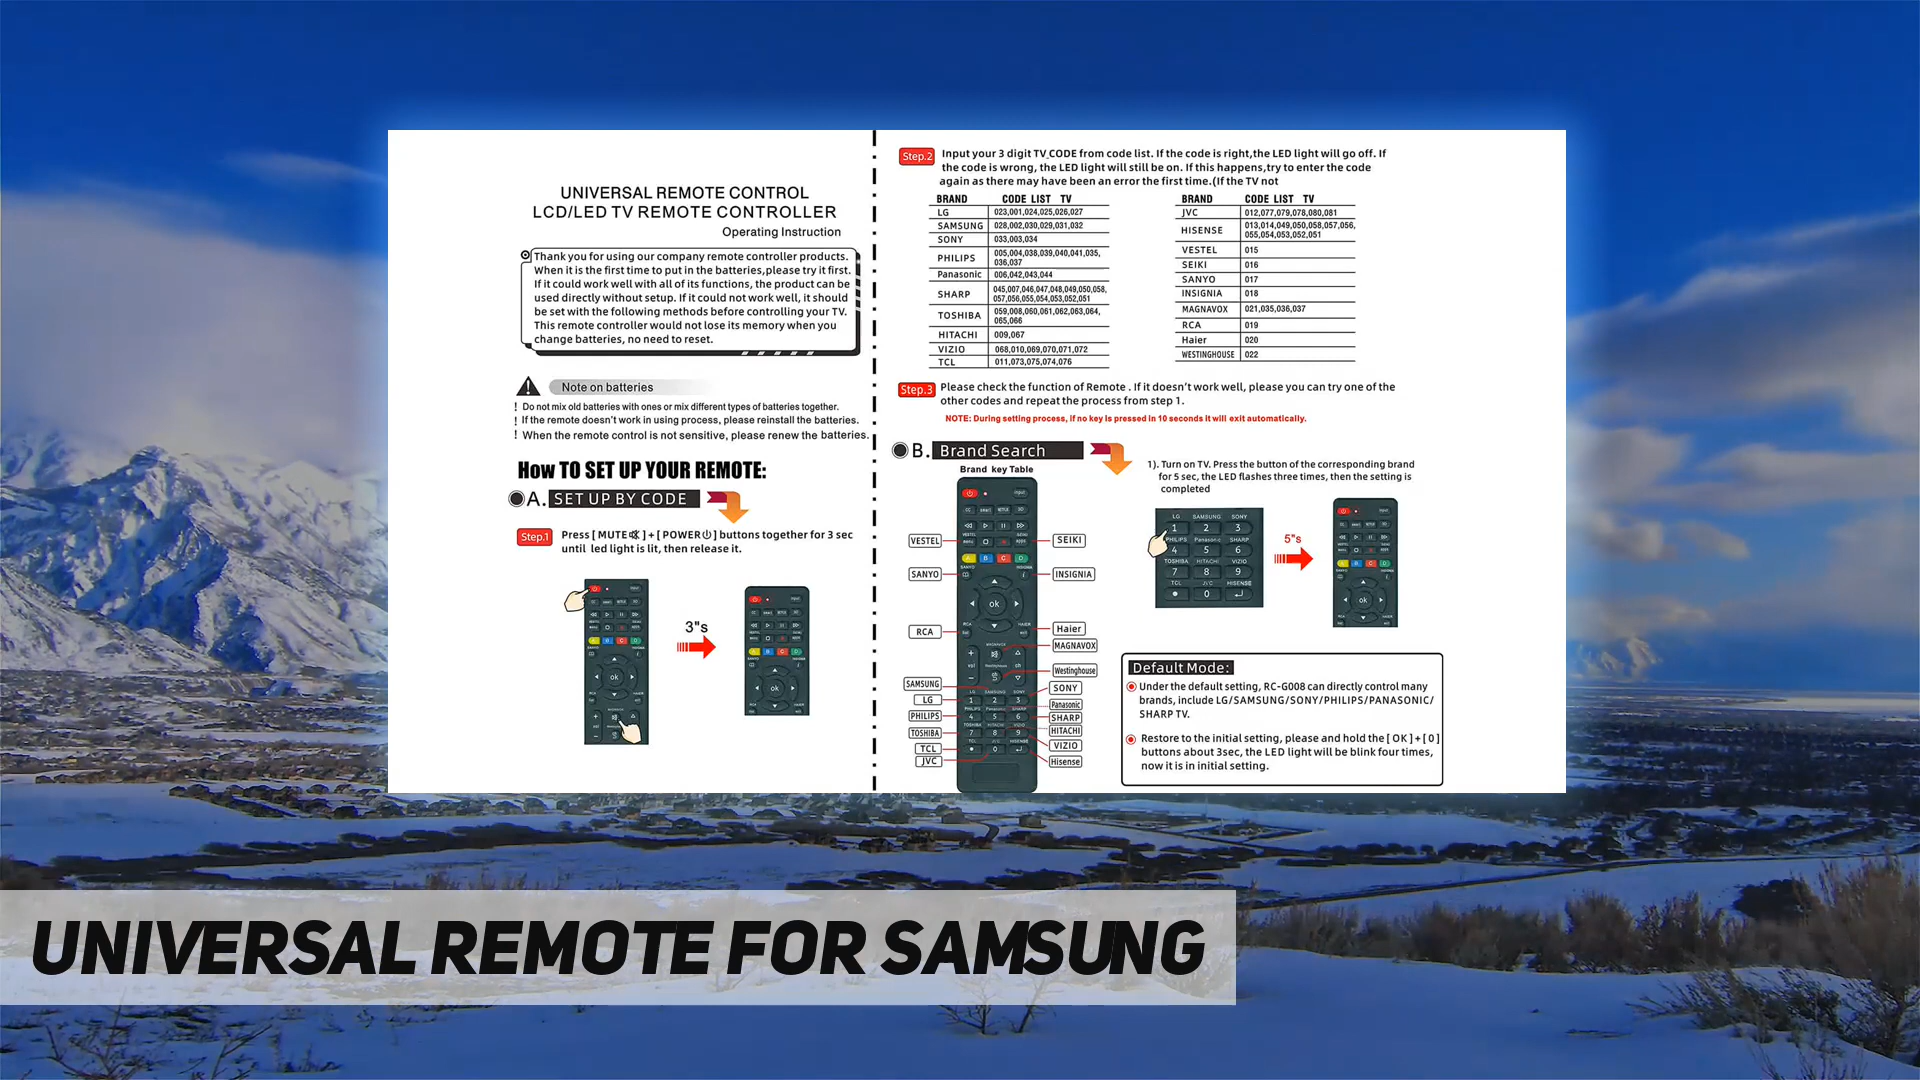 UNIVERSAL REMOTE CONTROL
LCD/LED TV REMOTE CONTROLLER
Operating Instruction
Thank you for using our company remote controller products.
When it is the first time to put in the batteries,please try it first.
If it could work well with all of its functions, the product can be
used directly without setup. If it could not work well, it should
be set with the following methods before controlling your TV.
This remote controller would not lose its memory when you
change batteries, no need to reset.
Note on batteries
! Do not mix old batteries with ones or mix different types of batteries together.
! If the remote doesn't work in using process, please reinstall the batteries.
! When the remote control is not sensitive, please renew the batteries.
How TO SET UP YOUR REMOTE:
A. SET UP BY CODE
Step.1 Press [ MUTE ] + [ POWER ] buttons together for 3 sec
until led light is lit, then release it.
3"s
Step.2 Input your 3 digit TV_CODE from code list. If the code is right,the LED light will go off. If
the code is wrong, the LED light will still be on. If this happens,try to enter the code
again as there may have been an error the first time.(If the TV not
BRAND CODE LIST TV
LG 023,001,024,025,026,027
SAMSUNG 028,002,030,029,031,032
SONY 033,003,034
PHILIPS 005,004,038,039,040,041,035,
036,037
Panasonic 006,042,043,044
SHARP 045,007,046,047,048,049,050,058,
057,056,055,054,053,052,051
TOSHIBA 059,008,060,061,062,063,064,
065,066
HITACHI 009,067
VIZIO 068,010,069,070,071,072
TCL 011,073,075,074,076
BRAND CODE LIST TV
JVC 012,077,079,078,080,081
HISENSE 013,014,049,050,058,057,056,
055,054,053,052,051
VESTEL 015
SEIKI 016
SANYO 017
INSIGNIA 018
MAGNAVOX 021,035,036,037
RCA 019
Haier 020
WESTINGHOUSE 022
Step.3 Please check the function of Remote . If it doesn't work well, please you can try one of the
other codes and repeat the process from step 1.
NOTE: During setting process, if no key is pressed in 10 seconds it will exit automatically.
B. Brand Search
Brand key Table
VESTEL
SANYO
RCA
SAMSUNG
LG
PHILIPS
TOSHIBA
TCL
JVC
SEIKI
INSIGNIA
Haier
MAGNAVOX
Westinghouse
SONY
Panasonic
SHARP
HITACHI
VIZIO
Hisense
1). Turn on TV. Press the button of the corresponding brand
for 5 sec, the LED flashes three times, then the setting is
completed
LG SAMSUNG SONY
1 2 3
PHILIPS Panasonic SHARP
4 5 6
TOSHIBA HITACHI VIZIO
7 8 9
TCL JVC HISENSE
0
5"s
ok
Default Mode:
Under the default setting, RC-G008 can directly control many
brands, include LG/SAMSUNG/SONY/PHILIPS/PANASONIC/
SHARP TV.
Restore to the initial setting, please and hold the [ OK ] + [ 0 ]
buttons about 3sec, the LED light will be blink four times,
now it is in initial setting.
UNIVERSAL REMOTE FOR SAMSUNG